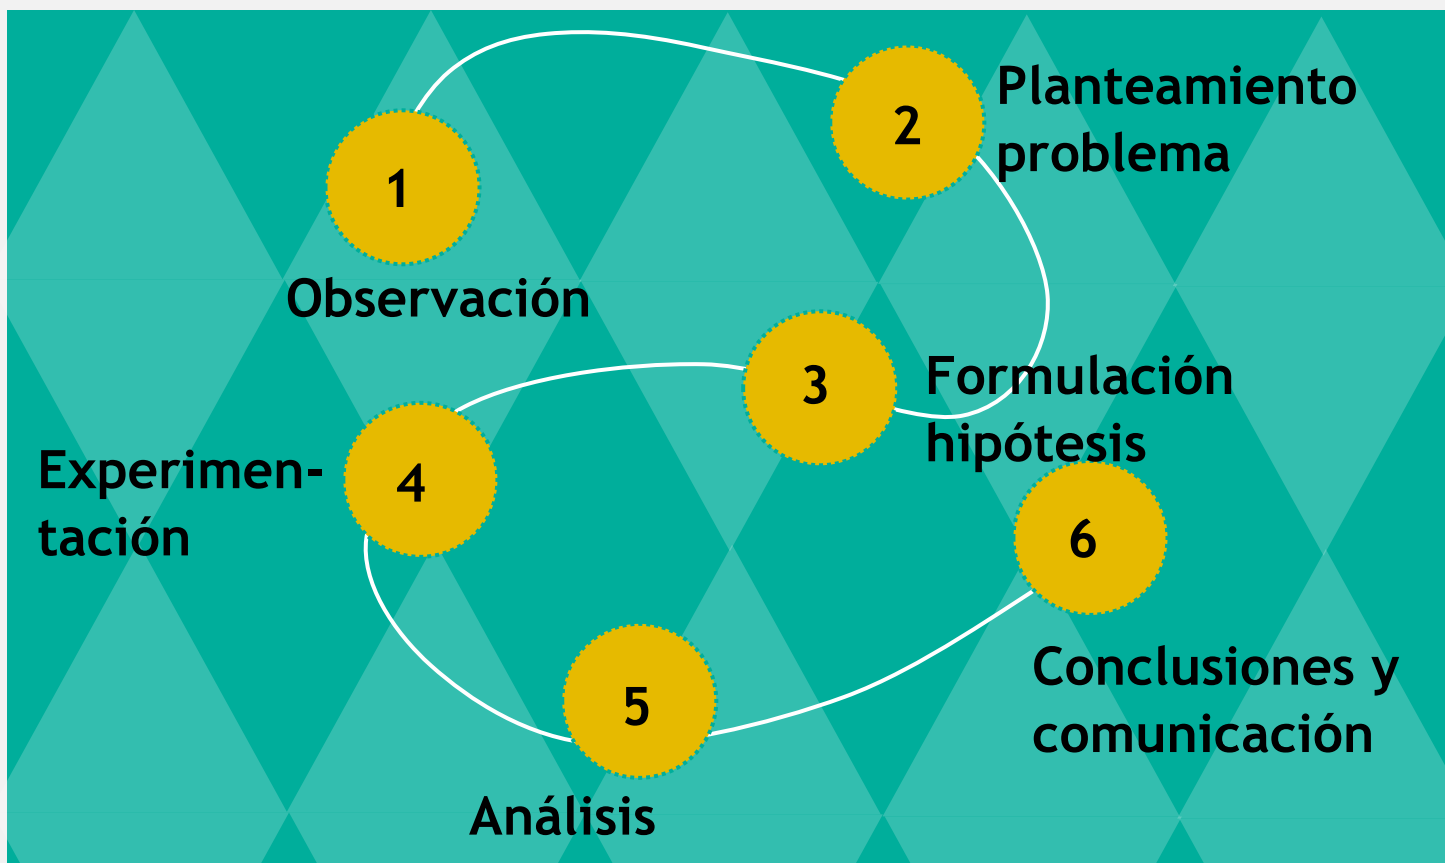 1
Observación
2
Planteamiento
problema
3
Formulación
hipótesis
4
Experimen-
tación
5
Análisis
6
Conclusiones y
comunicación